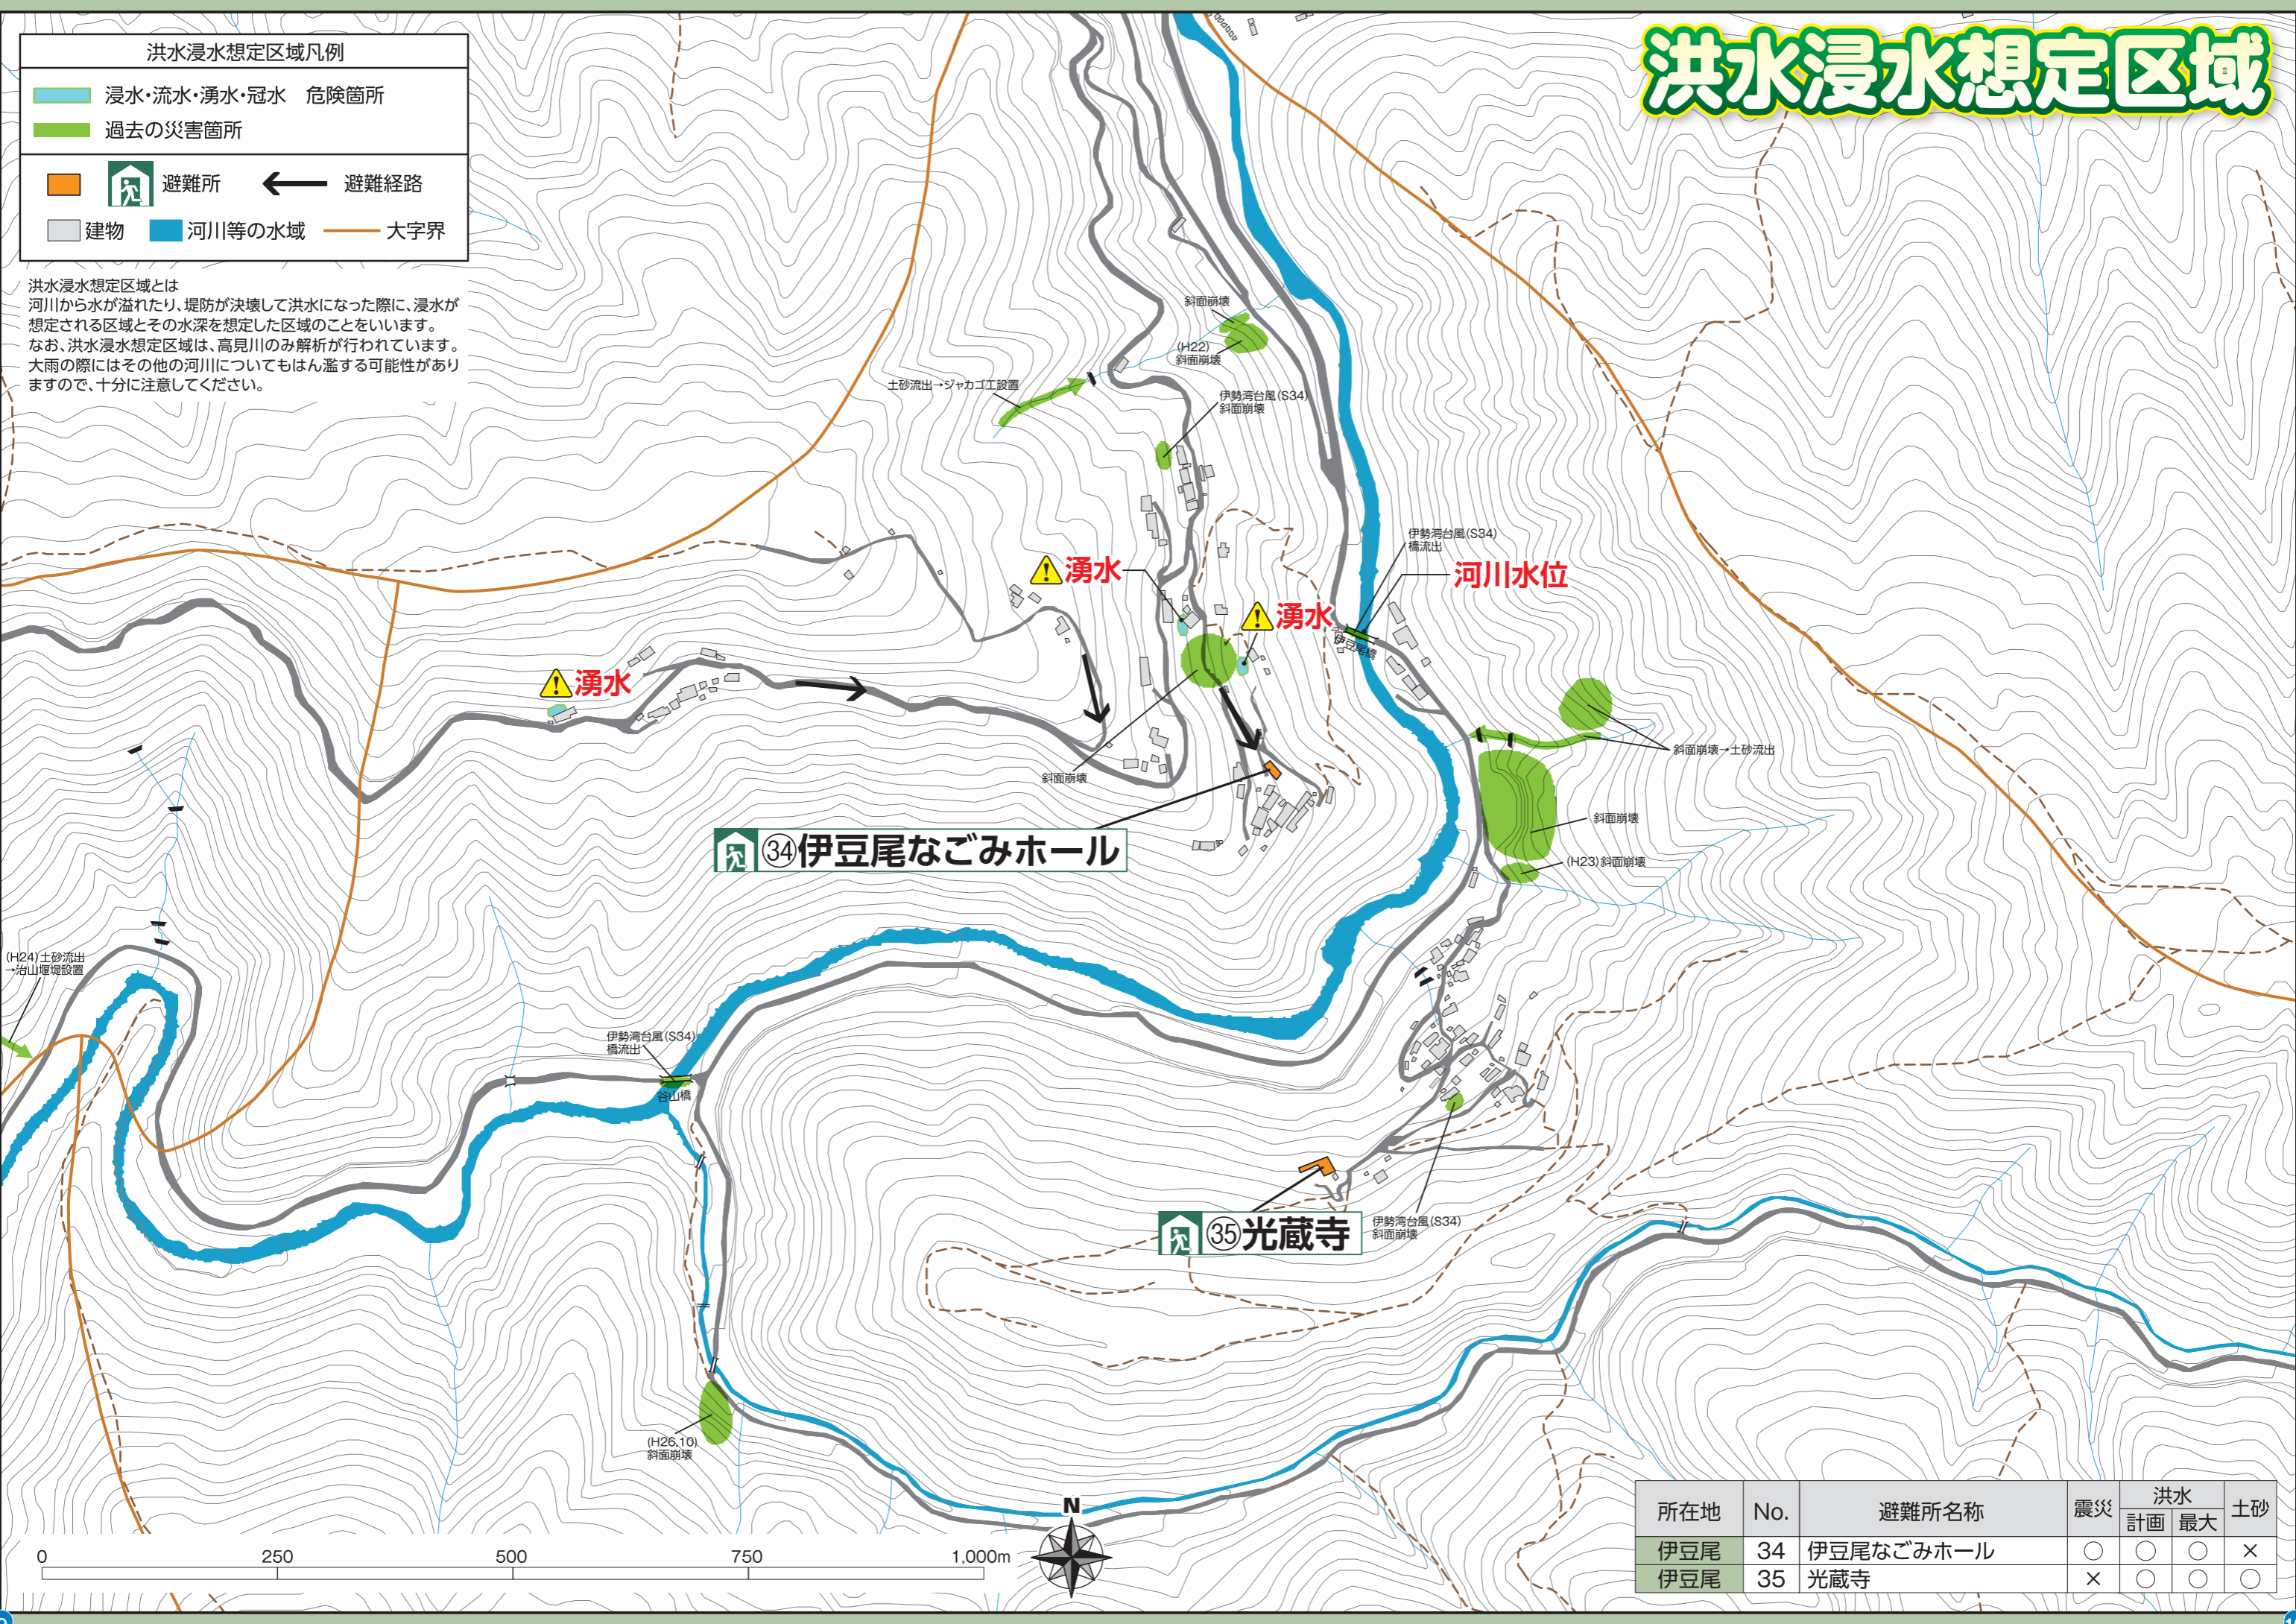 洪水浸水想定区域
洪水浸水想定区域凡例
浸水・流水・湧水・冠水　危険箇所
過去の災害箇所
避難所
避難経路
建物
河川等の水域
大字界
洪水浸水想定区域とは
河川から水が溢れたり、堤防が決壊して洪水になった際に、浸水が
想定される区域とその水深を想定した区域のことをいいます。
なお、洪水浸水想定区域は、高見川のみ解析が行われています。
大雨の際にはその他の河川についてもはん濫する可能性があり
ますので、十分に注意してください。
斜面崩壊
(H22)
斜面崩壊
土砂流出→ジャカゴ工設置
伊勢湾台風(S34)
斜面崩壊
伊勢湾台風(S34)
橋流出
湧水
河川水位
湧水
伊豆尾橋
湧水
斜面崩壊→土砂流出
斜面崩壊
斜面崩壊
㉞伊豆尾なごみホール
(H23)斜面崩壊
(H24)土砂流出
→治山堰堤設置
伊勢湾台風(S34)
橋流出
谷山橋
㉟光蔵寺
伊勢湾台風(S34)
斜面崩壊
(H26.10)
斜面崩壊
N
0 250 500 750 1,000m
所在地 No. 避難所名称 震災 洪水 土砂
計画 最大
伊豆尾 34 伊豆尾なごみホール ○ ○ ○ ×
伊豆尾 35 光蔵寺 × ○ ○ ○